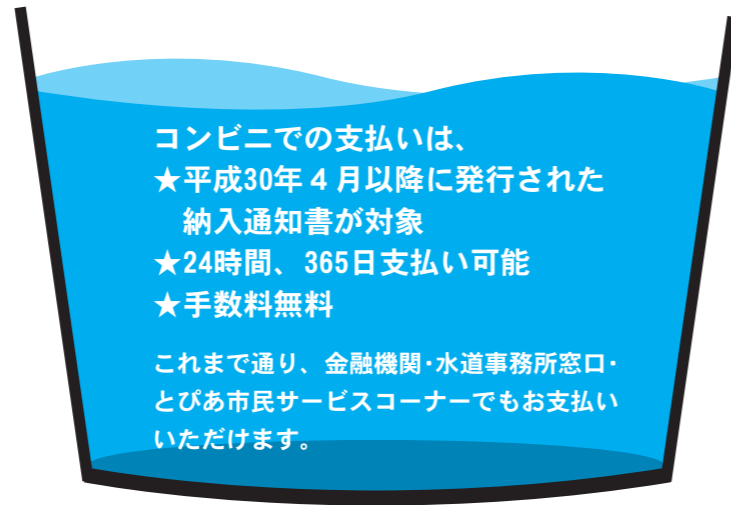 コンビニでの支払いは、
★平成30年４月以降に発行された
納入通知書が対象
★24時間、365日支払い可能
★手数料無料
これまで通り、金融機関・水道事務所窓口・
とぴあ市民サービスコーナーでもお支払い
いただけます。